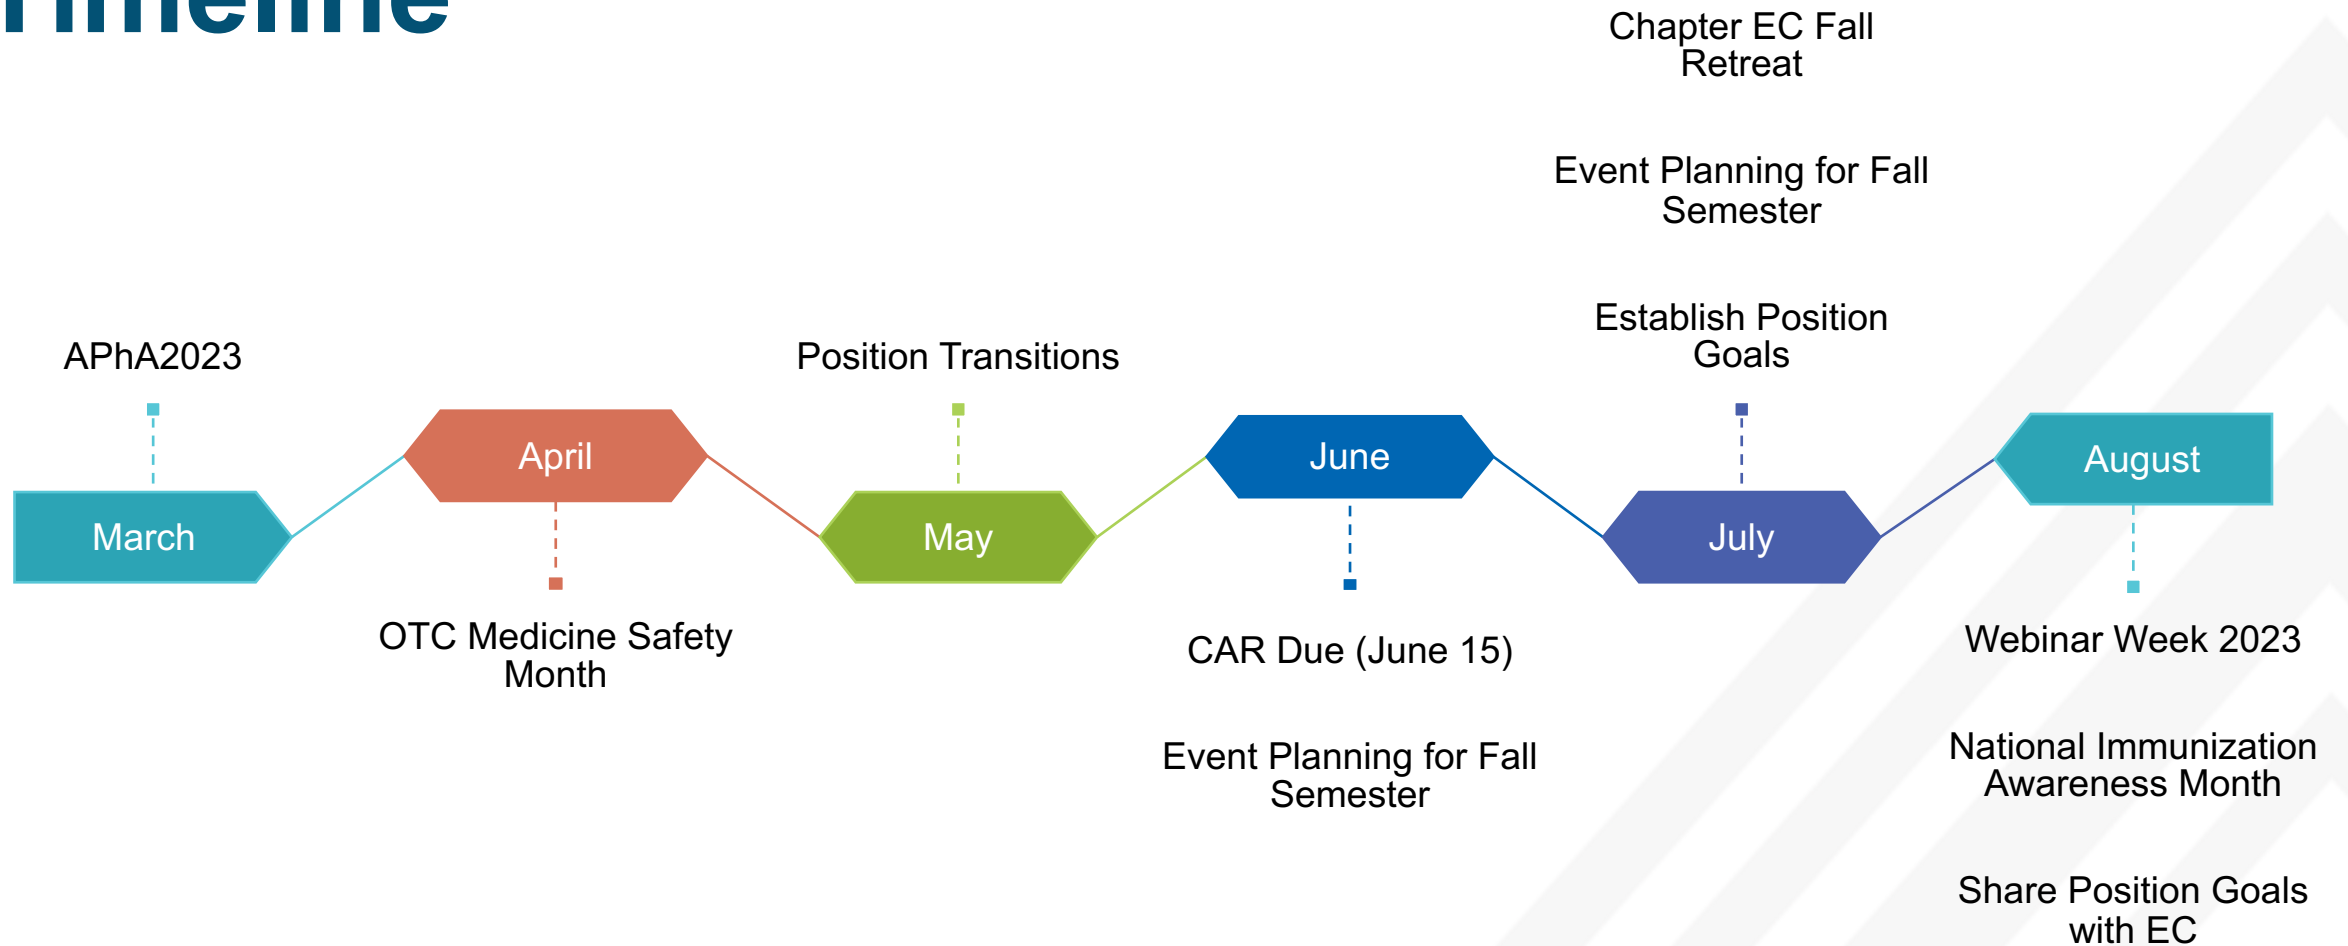 Timeline
Chapter EC Fall
Retreat
Event Planning for Fall
Semester
Establish Position
Goals
APhA2023
Position Transitions
April
June
August
March
May
July
OTC Medicine Safety
Month
CAR Due (June 15)
Event Planning for Fall
Semester
Webinar Week 2023
National Immunization
Awareness Month
Share Position Goals
with EC